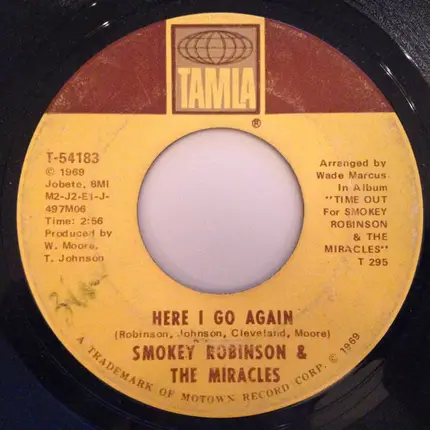 TAMLA
®
T-54183
© 1969
Jobete, BMI
M2-J2-E1-J-
497M06
Time: 2:56
Produced by
W. Moore,
T. Johnson
Arranged by
Wade Marcus
In Album
"TIME OUT
For SMOKEY
ROBINSON
& THE
MIRACLES"
T 295
HERE I GO AGAIN
(Robinson, Johnson, Cleveland, Moore)
SMOKEY ROBINSON &
THE MIRACLES
A TRADEMARK OF MOTOWN RECORD CORP. © 1969